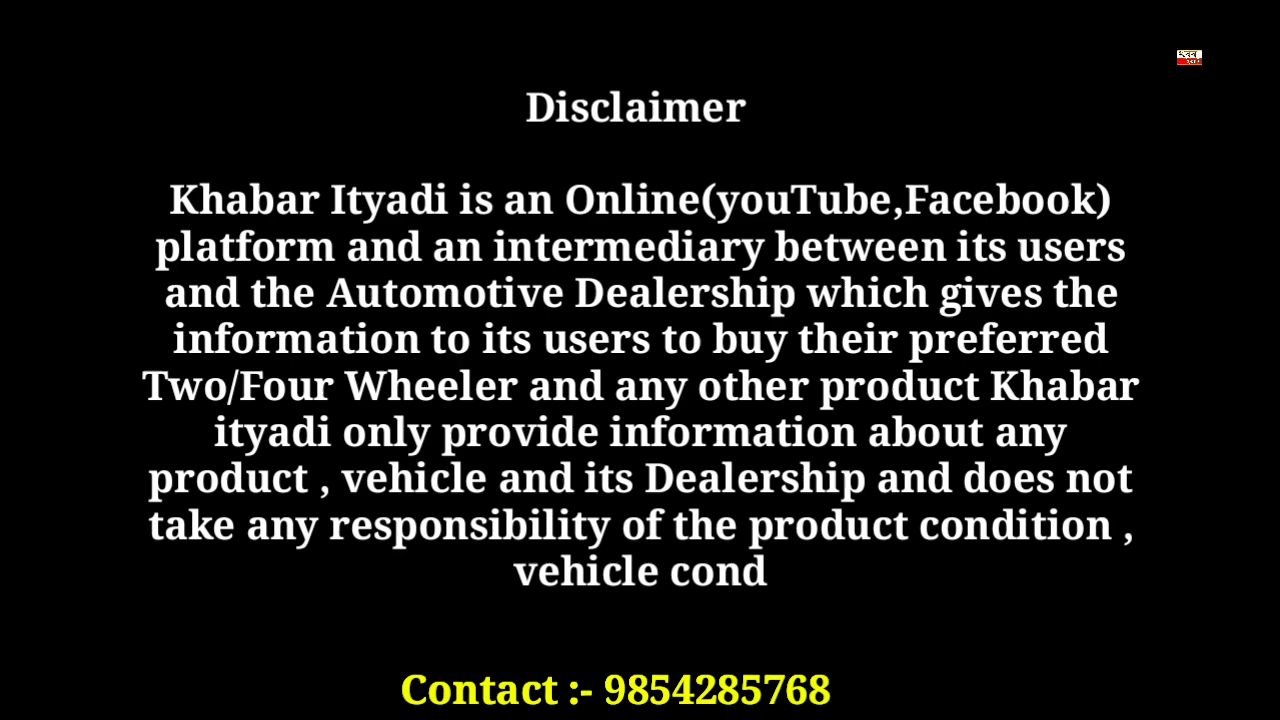 Disclaimer
Khabar Ityadi is an Online(youTube,Facebook)
platform and an intermediary between its users
and the Automotive Dealership which gives the
information to its users to buy their preferred
Two/Four Wheeler and any other product Khabar
ityadi only provide information about any
product , vehicle and its Dealership and does not
take any responsibility of the product condition ,
vehicle cond
Contact :- 9854285768